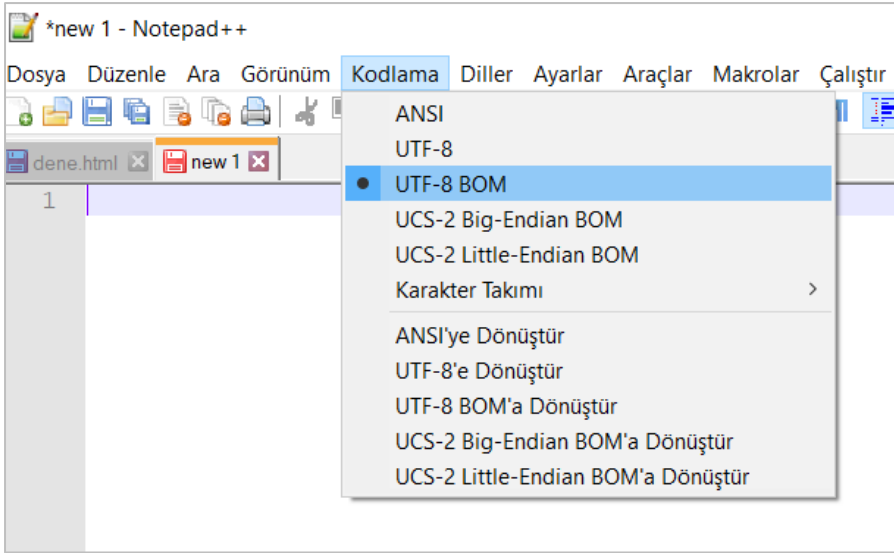 *new 1 - Notepad++
Dosya Düzenle Ara Görünüm Kodlama Diller Ayarlar Araçlar Makrolar Çalıştır
dene.html new 1
1
ANSI
UTF-8
UTF-8 BOM
UCS-2 Big-Endian BOM
UCS-2 Little-Endian BOM
Karakter Takımı
ANSI'ye Dönüştür
UTF-8'e Dönüştür
UTF-8 BOM'a Dönüştür
UCS-2 Big-Endian BOM'a Dönüştür
UCS-2 Little-Endian BOM'a Dönüştür